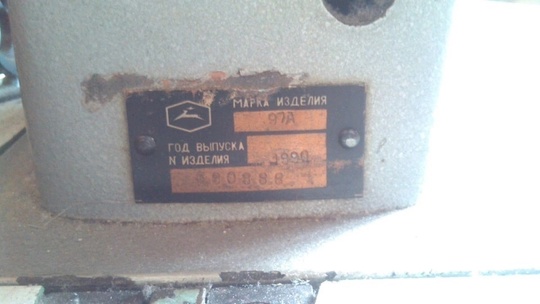 МАРКА ИЗДЕЛИЯ
97А
ГОД ВЫПУСКА
1990
N ИЗДЕЛИЯ